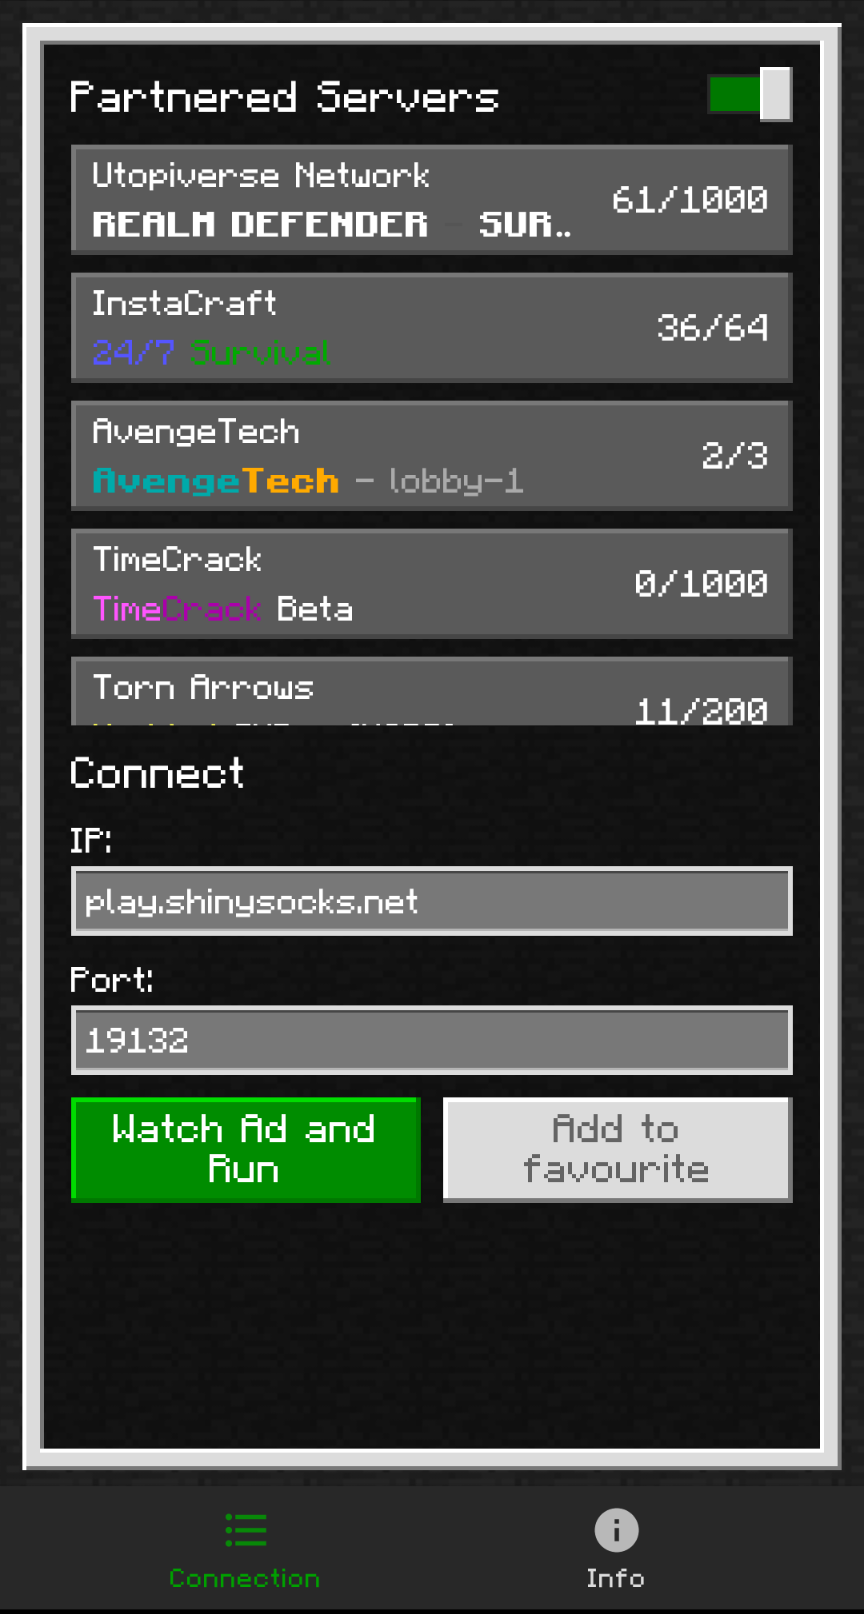 Partnered Servers
Utopiverse Network
61/1000
REALM DEFENDER - SUR..
InstaCraft
36/64
24/7 Survival
AvengeTech
2/3
AvengeTech - lobby-1
TimeCrack
0/1000
TimeCrack Beta
Torn Arrows
11/200
Connect
IP:
play.shinysocks.net
Port:
19132
Watch Ad and
Run
Add to
favourite
Connection
Info